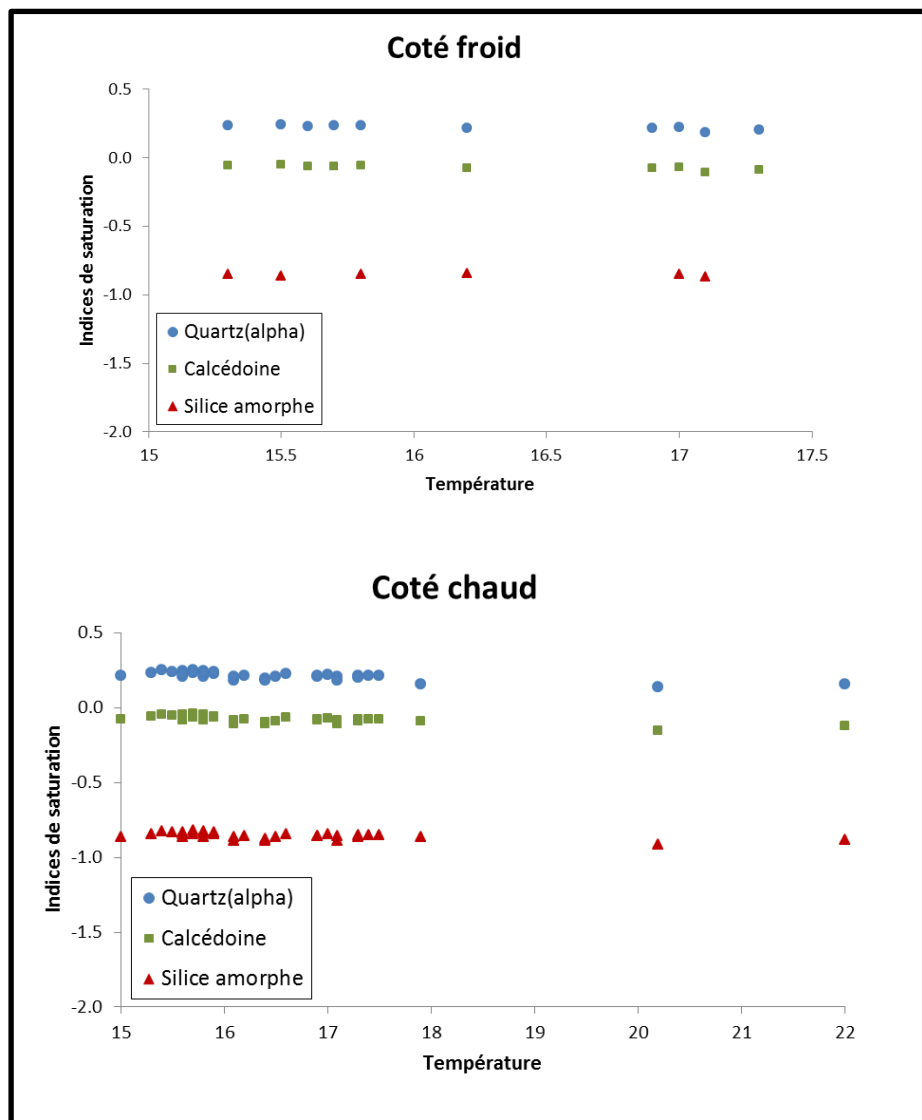 Coté froid
0.5
0.0
-0.5
-1.0
-1.5
-2.0
Indices de saturation
Quartz(alpha)
Calcédoine
Silice amorphe
15
15.5
16
16.5
17
17.5
Température
Coté chaud
0.5
0.0
-0.5
-1.0
-1.5
-2.0
Indices de saturation
Quartz(alpha)
Calcédoine
Silice amorphe
15
16
17
18
19
20
21
22
Température